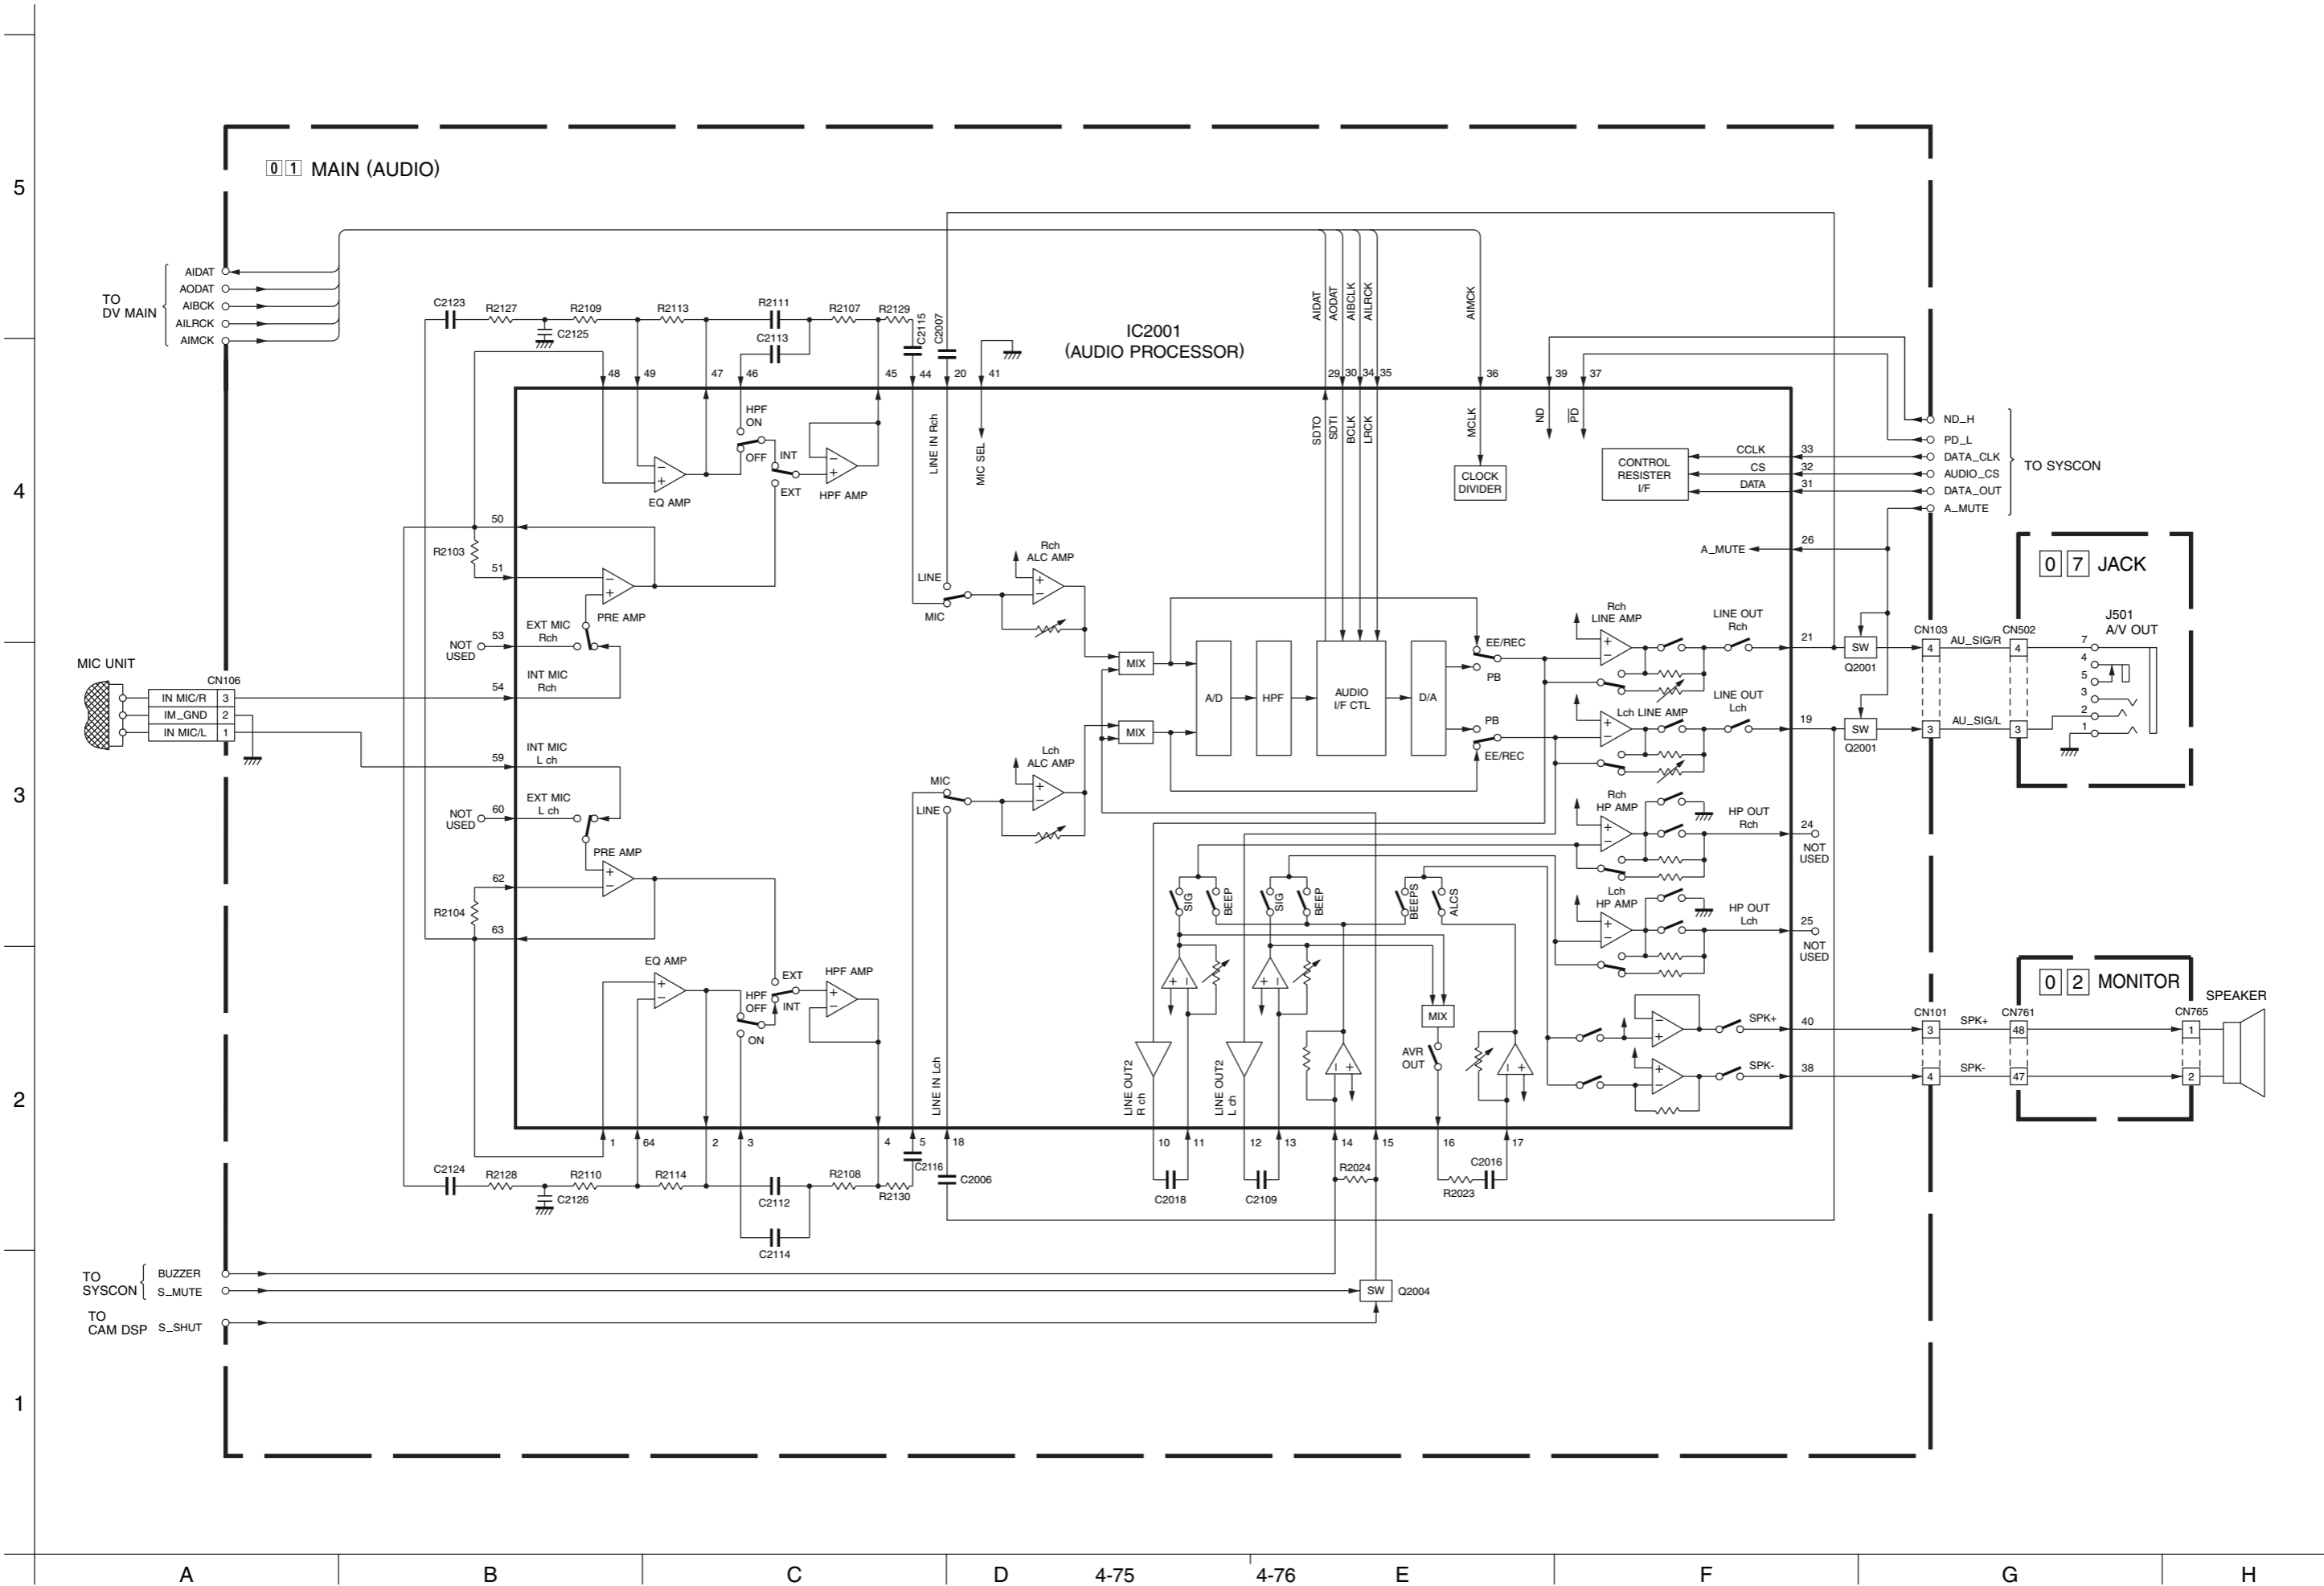 5
4
3
2
1
0 1 MAIN (AUDIO)
TO
DV MAIN
AIDAT
AODAT
AIBCK
AILRCK
AIMCK
C2123
R2127
R2109
R2113
R2111
R2107
R2129
C2125
C2113
C2115
C2007
IC2001
(AUDIO PROCESSOR)
AIDAT
AODAT
AIBCLK
AILRCK
AIMCK
48
49
47
46
45
44
20
41
29
30
34
35
36
39
37
HPF
ON
OFF
INT
EXT
EQ AMP
HPF AMP
LINE IN Rch
MIC SEL
SDTO
SDTI
BCLK
LRCK
MCLK
CLOCK
DIVIDER
ND
PD
CONTROL
RESISTER
I/F
CCLK
CS
DATA
33
32
31
ND_H
PD_L
DATA_CLK
AUDIO_CS
DATA_OUT
A_MUTE
TO SYSCON
A_MUTE
26
50
R2103
51
PRE AMP
NOT
USED
53
EXT MIC
Rch
54
INT MIC
Rch
LINE
MIC
Rch
ALC AMP
MIX
MIX
A/D
HPF
AUDIO
I/F CTL
D/A
EE/REC
PB
PB
EE/REC
Rch
LINE AMP
LINE OUT
Rch
21
SW
Q2001
Lch LINE AMP
LINE OUT
Lch
19
SW
Q2001
CN103
4
3
AU_SIG/R
AU_SIG/L
CN502
4
3
0 7 JACK
J501
A/V OUT
7
4
5
3
2
1
MIC UNIT
CN106
IN MIC/R 3
IM_GND 2
IN MIC/L 1
59
INT MIC
L ch
NOT
USED
60
EXT MIC
L ch
PRE AMP
62
R2104
63
MIC
LINE
Lch
ALC AMP
Rch
HP AMP
HP OUT
Rch
24
NOT
USED
Lch
HP AMP
HP OUT
Lch
25
NOT
USED
SIG
BEEP
SIG
BEEP
BEEPS
ALCS
EQ AMP
HPF
OFF
ON
EXT
INT
HPF AMP
LINE IN Lch
LINE OUT2
R ch
LINE OUT2
L ch
MIX
AVR
OUT
SPK+
40
SPK-
38
CN101
3
4
SPK+
SPK-
CN761
48
47
0 2 MONITOR
CN765
1
2
SPEAKER
1
64
2
3
4
5
18
10
11
12
13
14
15
16
17
C2124
R2128
R2110
R2114
C2126
C2112
C2114
R2108
R2130
C2116
C2006
C2018
C2109
R2024
R2023
C2016
TO
SYSCON
BUZZER
S_MUTE
TO
CAM DSP
S_SHUT
SW
Q2004
A
B
C
D
4-75
4-76
E
F
G
H